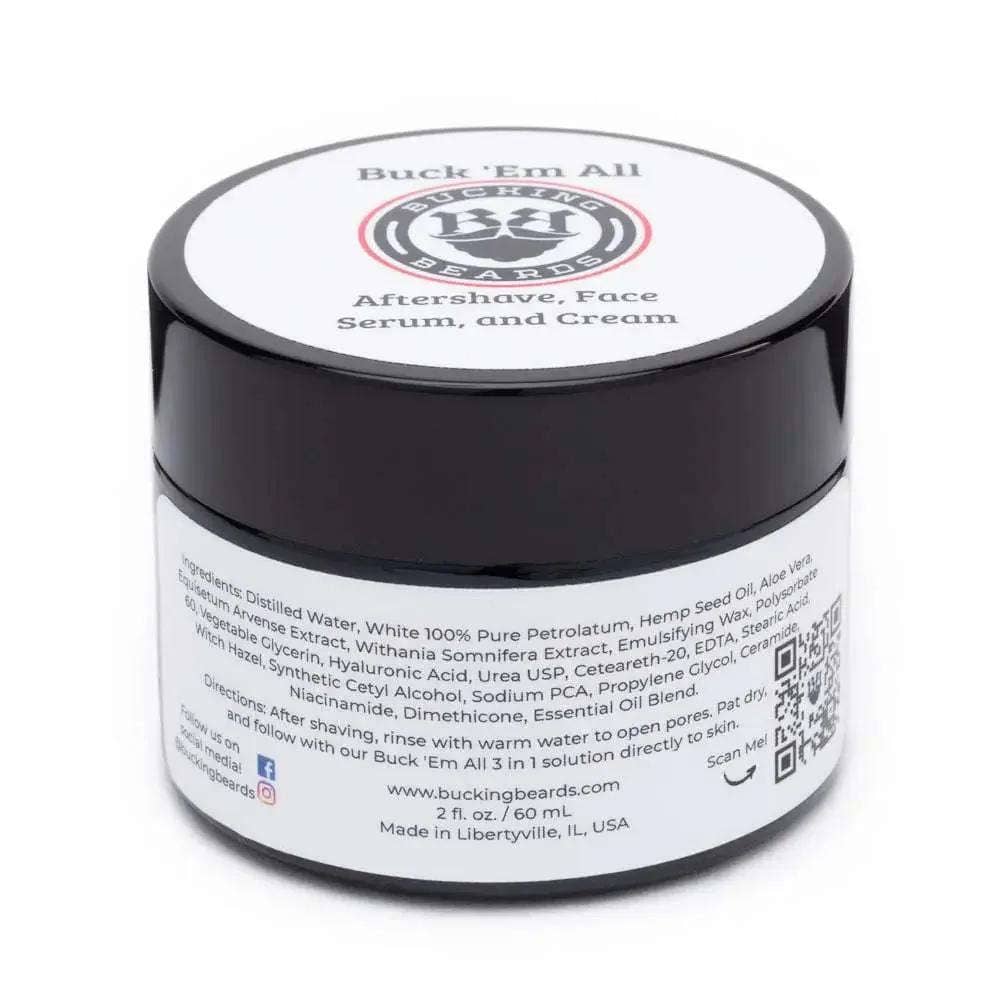 Buck 'Em All
BUCKING
BB
BEARDS
Aftershave, Face
Serum, and Cream
Ingredients: Distilled Water, White 100% Pure Petrolatum, Hemp Seed Oil, Aloe Vera,
Equisetum Arvense Extract, Withania Somnifera Extract, Emulsifying Wax, Polysorbate
60, Vegetable Glycerin, Hyaluronic Acid, Urea USP, Ceteareth-20, EDTA, Stearic Acid,
Witch Hazel, Synthetic Cetyl Alcohol, Sodium PCA, Propylene Glycol, Ceramide,
Niacinamide, Dimethicone, Essential Oil Blend.
Directions: After shaving, rinse with warm water to open pores. Pat dry,
and follow with our Buck 'Em All 3 in 1 solution directly to skin.
Follow us on
social media!
@buckingbeards
www.buckingbeards.com
2 fl. oz. / 60 mL
Made in Libertyville, IL, USA
Scan Me!